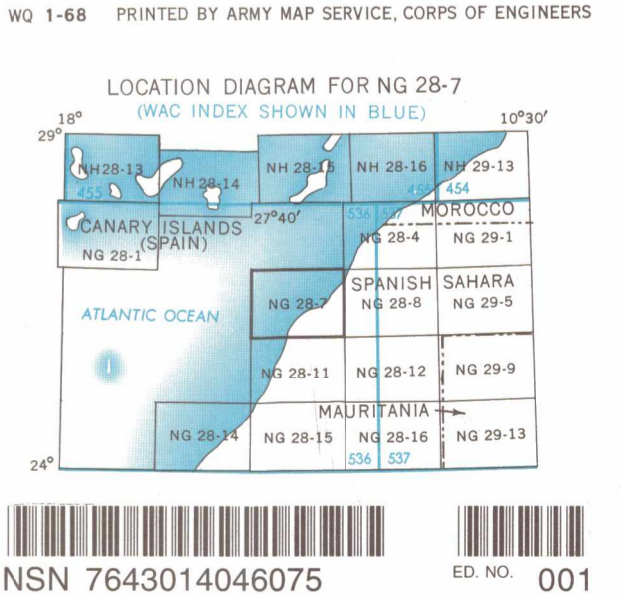 WQ 1-68 PRINTED BY ARMY MAP SERVICE, CORPS OF ENGINEERS
LOCATION DIAGRAM FOR NG 28-7
(WAC INDEX SHOWN IN BLUE)
18° 10°30′
29°
NH 28-13 NH 28-14 NH 28-15 NH 28-16 NH 29-13
455 455 454
27°40′ 536 537 MOROCCO
CANARY ISLANDS
(SPAIN)
NG 28-1 NG 28-4 NG 29-1
SPANISH SAHARA
NG 28-7 NG 28-8 NG 29-5
ATLANTIC OCEAN
NG 28-11 NG 28-12 NG 29-9
MAURITANIA
NG 28-14 NG 28-15 NG 28-16 NG 29-13
24° 536 537
NSN 7643014046075 ED. NO. 001